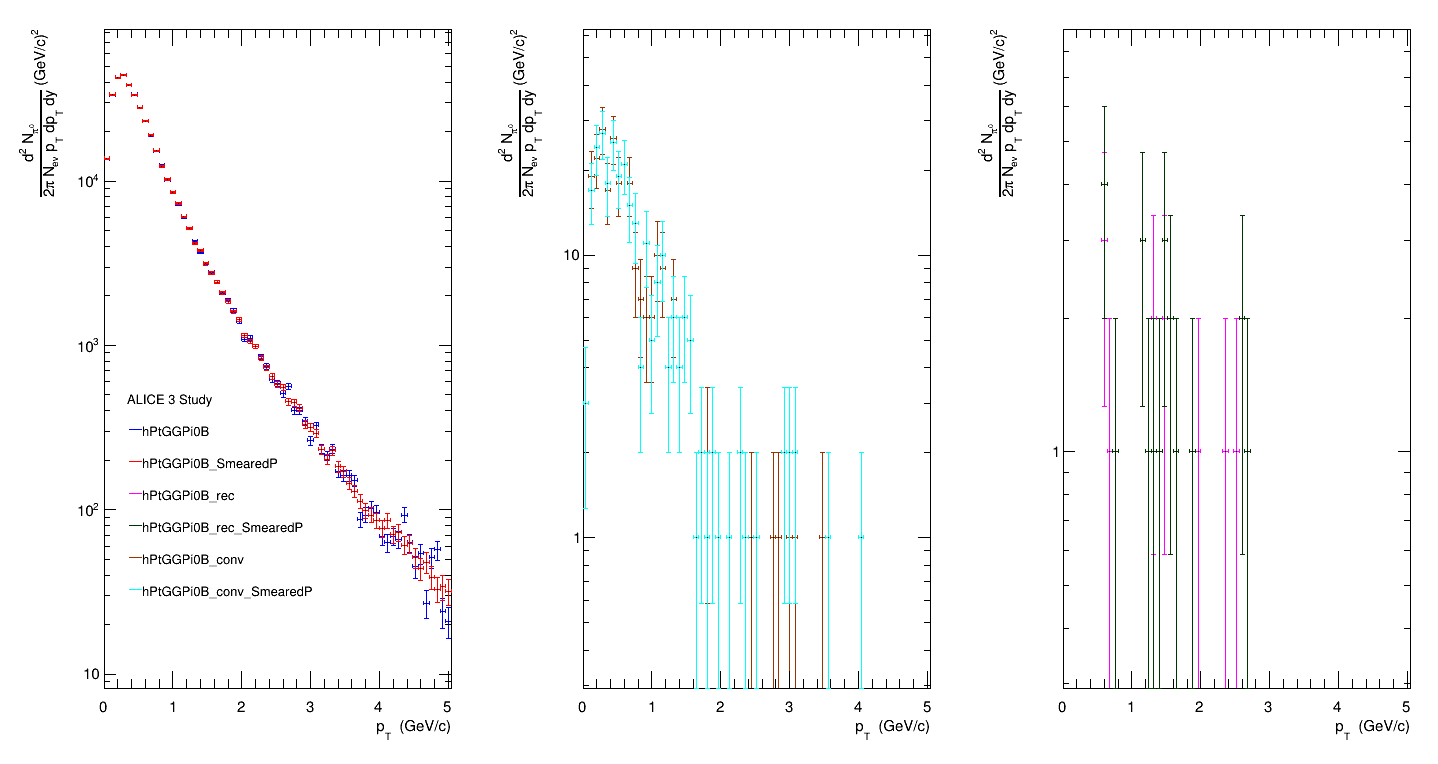 d² N_π⁰
2π N_ev p_T dp_T dy (GeV/c)²
10⁴
10³
10²
10
ALICE 3 Study
hPtGGPi0B
hPtGGPi0B_SmearedP
hPtGGPi0B_rec
hPtGGPi0B_rec_SmearedP
hPtGGPi0B_conv
hPtGGPi0B_conv_SmearedP
0 1 2 3 4 5
p_T (GeV/c)
d² N_π⁰
2π N_ev p_T dp_T dy (GeV/c)²
10
1
0 1 2 3 4 5
p_T (GeV/c)
d² N_π⁰
2π N_ev p_T dp_T dy (GeV/c)²
1
0 1 2 3 4 5
p_T (GeV/c)